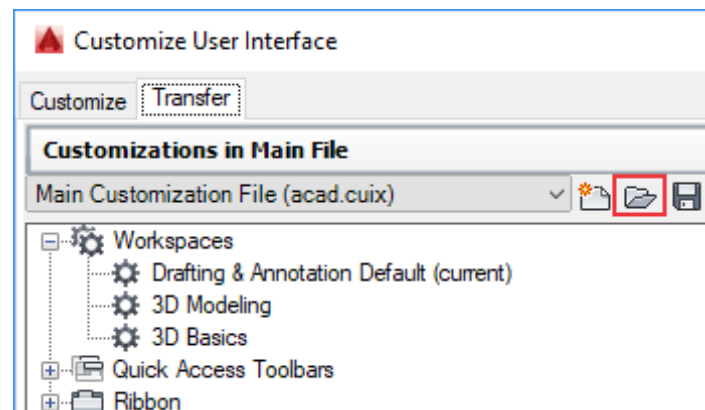 Customize User Interface
Customize Transfer
Customizations in Main File
Main Customization File (acad.cuix)
Workspaces
Drafting & Annotation Default (current)
3D Modeling
3D Basics
Quick Access Toolbars
Ribbon